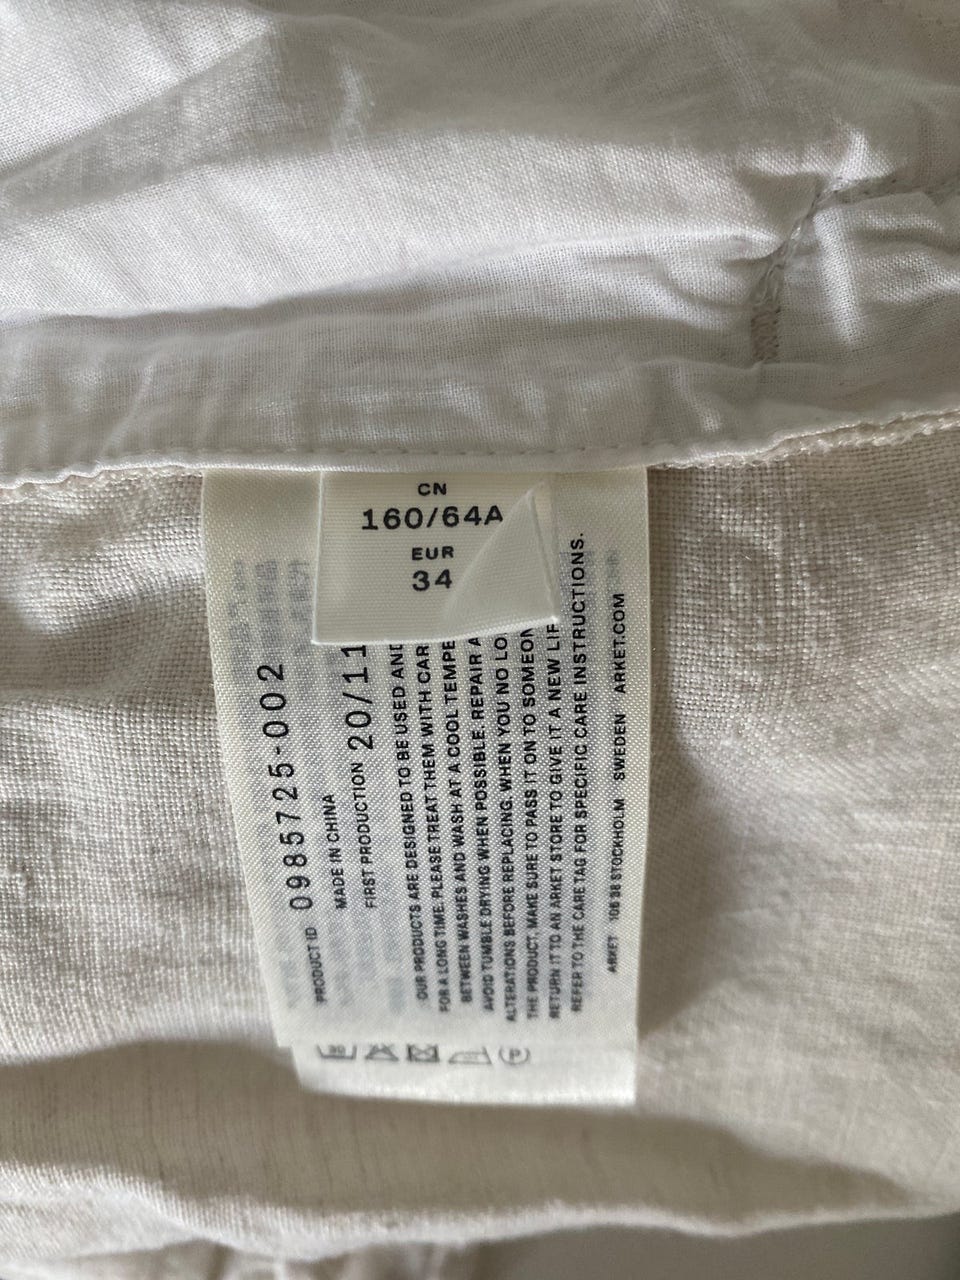 CN
160/64A
EUR
34
PRODUCT ID 0985725-002
MADE IN CHINA
FIRST PRODUCTION 20/11
OUR PRODUCTS ARE DESIGNED TO BE USED AND
FOR A LONG TIME. PLEASE TREAT THEM WITH CAR
BETWEEN WASHES AND WASH AT A COOL TEMPE
AVOID TUMBLE DRYING WHEN POSSIBLE. REPAIR A
ALTERATIONS BEFORE REPLACING. WHEN YOU NO LO
THE PRODUCT, MAKE SURE TO PASS IT ON TO SOMEON
RETURN IT TO AN ARKET STORE TO GIVE IT A NEW LIF
REFER TO THE CARE TAG FOR SPECIFIC CARE INSTRUCTIONS.
ARKET 106 38 STOCKHOLM SWEDEN ARKET.COM
30 P